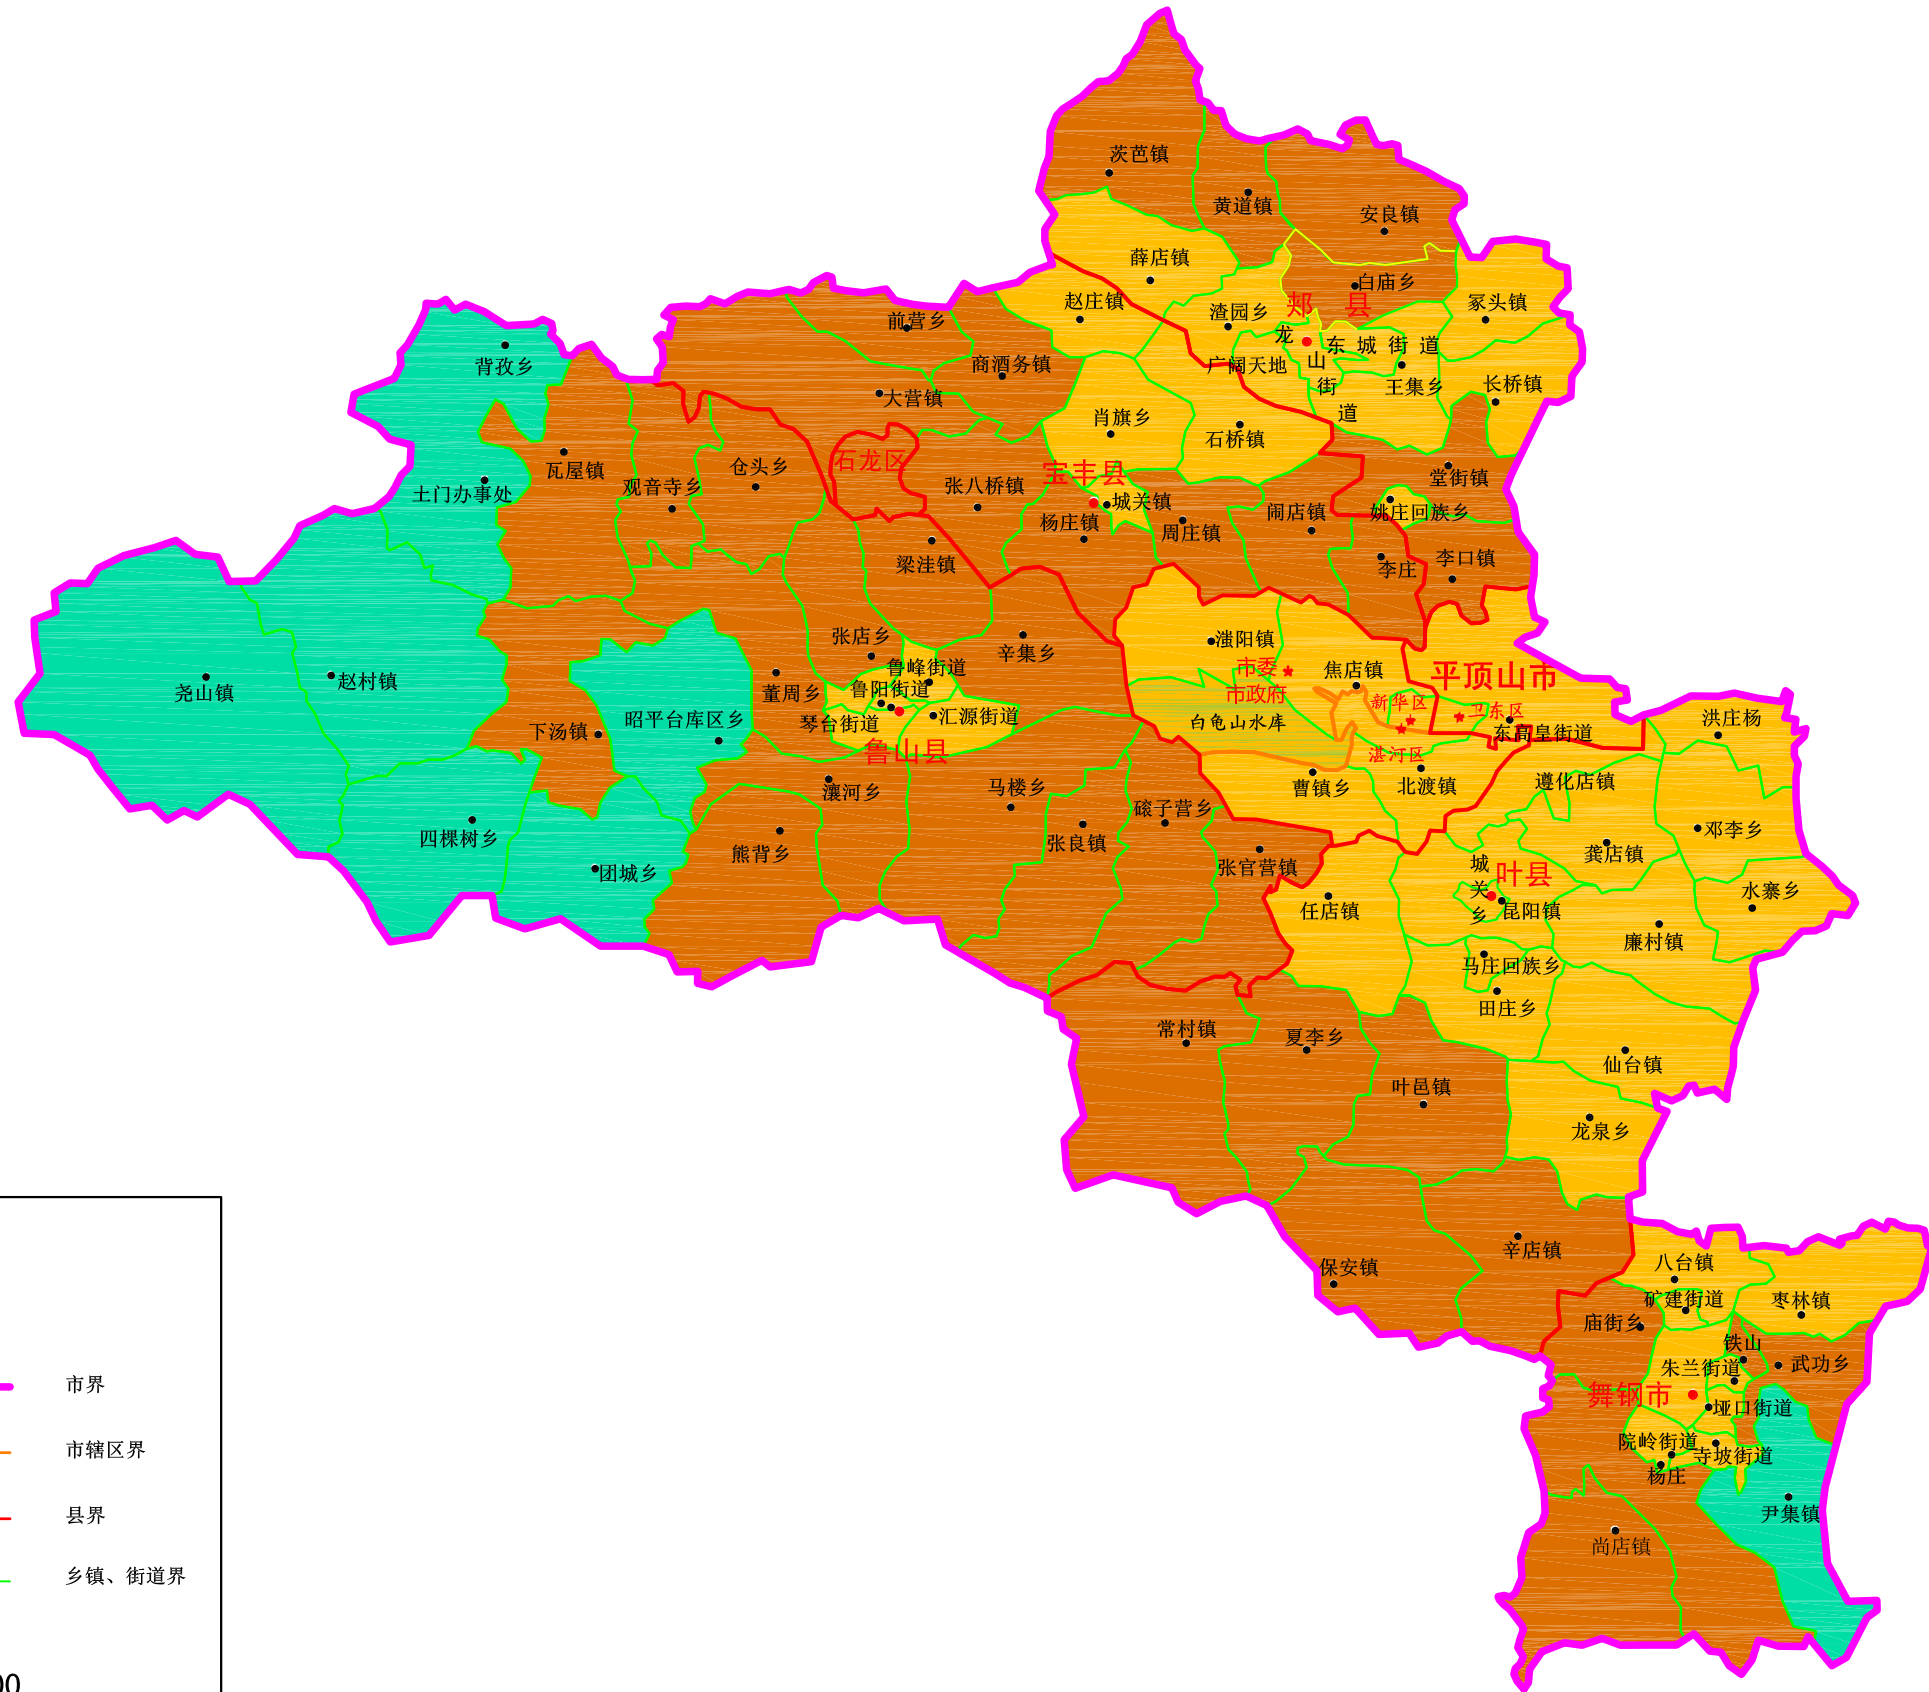 茨芭镇
黄道镇
安良镇
薛店镇
白庙乡
赵庄镇
渣园乡
郏 县
冢头镇
前营乡
龙山街道
东城街道
背孜乡
商酒务镇
广阔天地
王集乡
长桥镇
大营镇
肖旗乡
石桥镇
瓦屋镇
仓头乡
石龙区
宝丰县
堂街镇
土门办事处
观音寺乡
张八桥镇
城关镇
杨庄镇
周庄镇
闹店镇
姚庄回族乡
梁洼镇
李庄
李口镇
张店乡
辛集乡
滍阳镇
鲁峰街道
市委
市政府
焦店镇
平顶山市
尧山镇
赵村镇
董周乡
鲁阳街道
新华区
卫东区
昭平台库区乡
琴台街道
汇源街道
白龟山水库
东高皇街道
洪庄杨
下汤镇
鲁山县
湛河区
瀼河乡
马楼乡
曹镇乡
北渡镇
遵化店镇
磙子营乡
四棵树乡
张良镇
邓李乡
熊背乡
张官营镇
龚店镇
团城乡
城关乡
叶县
水寨乡
任店镇
昆阳镇
廉村镇
马庄回族乡
田庄乡
常村镇
夏李乡
仙台镇
叶邑镇
龙泉乡
辛店镇
保安镇
八台镇
矿建街道
枣林镇
庙街乡
铁山
朱兰街道
武功乡
舞钢市
垭口街道
院岭街道
寺坡街道
杨庄
尹集镇
尚店镇
市界
市辖区界
县界
乡镇、街道界
00